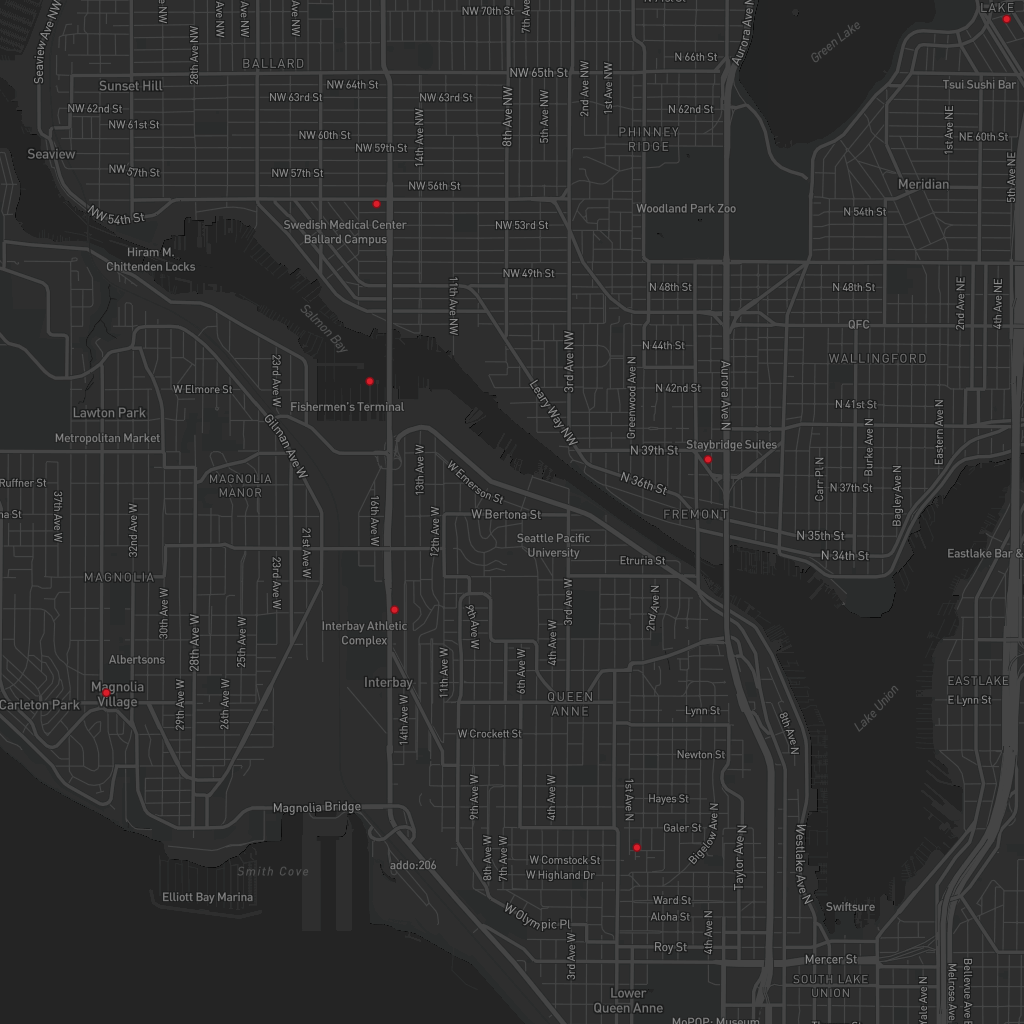 NW 70th St
7th Ave
Aurora Ave N
LAKE
Seaview Ave NW
28th Ave NW
Green Lake
BALLARD
NW 65th St
N 66th St
Sunset Hill
NW 64th St
2nd Ave NW
1st Ave NW
Tsui Sushi Bar
NW 62nd St
NW 63rd St
NW 63rd St
8th Ave NW
5th Ave NW
N 62nd St
NW 61st St
NW 60th St
14th Ave NW
PHINNEY
RIDGE
1st Ave NE
NE 60th St
Seaview
NW 59th St
NW 57th St
NW 57th St
NW 56th St
Meridian
5th Ave NE
NW 54th St
Swedish Medical Center
Ballard Campus
NW 53rd St
Woodland Park Zoo
N 54th St
Hiram M.
Chittenden Locks
NW 49th St
11th Ave NW
N 48th St
N 48th St
2nd Ave NE
4th Ave NE
Salmon Bay
QFC
N 44th St
WALLINGFORD
3rd Ave NW
23rd Ave W
W Elmore St
Greenwood Ave N
N 42nd St
Aurora Ave N
Leary Way NW
Fishermen's Terminal
N 41st St
Lawton Park
Metropolitan Market
Gilman Ave W
Burke Ave N
Eastern Ave N
Staybridge Suites
N 39th St
13th Ave W
W Emerson St
Carr Pl N
Ruffner St
MAGNOLIA
MANOR
N 36th St
N 37th St
Bagley Ave N
37th Ave W
32nd Ave W
16th Ave W
12th Ave W
W Bertona St
FREMONT
21st Ave W
Seattle Pacific
University
N 35th St
N 34th St
Eastlake Bar &
Etruria St
MAGNOLIA
23rd Ave W
30th Ave W
3rd Ave W
2nd Ave N
28th Ave W
25th Ave W
Interbay Athletic
Complex
9th Ave W
4th Ave W
Albertsons
11th Ave W
6th Ave W
Magnolia
Village
Interbay
EASTLAKE
Carleton Park
29th Ave W
26th Ave W
14th Ave W
QUEEN
ANNE
Lynn St
E Lynn St
Lake Union
W Crockett St
8th Ave N
Newton St
9th Ave W
4th Ave W
1st Ave N
Hayes St
Magnolia Bridge
Galer St
Bigelow Ave N
Taylor Ave N
Westlake Ave N
8th Ave W
7th Ave W
addo:206
W Comstock St
W Highland Dr
Smith Cove
Elliott Bay Marina
W Olympic Pl
Ward St
Aloha St
4th Ave N
Swiftsure
3rd Ave W
Roy St
Mercer St
SOUTH LAKE
UNION
Melrose Ave
Bellevue Ave E
Yale Ave N
Lower
Queen Anne
MoPOP: Museum